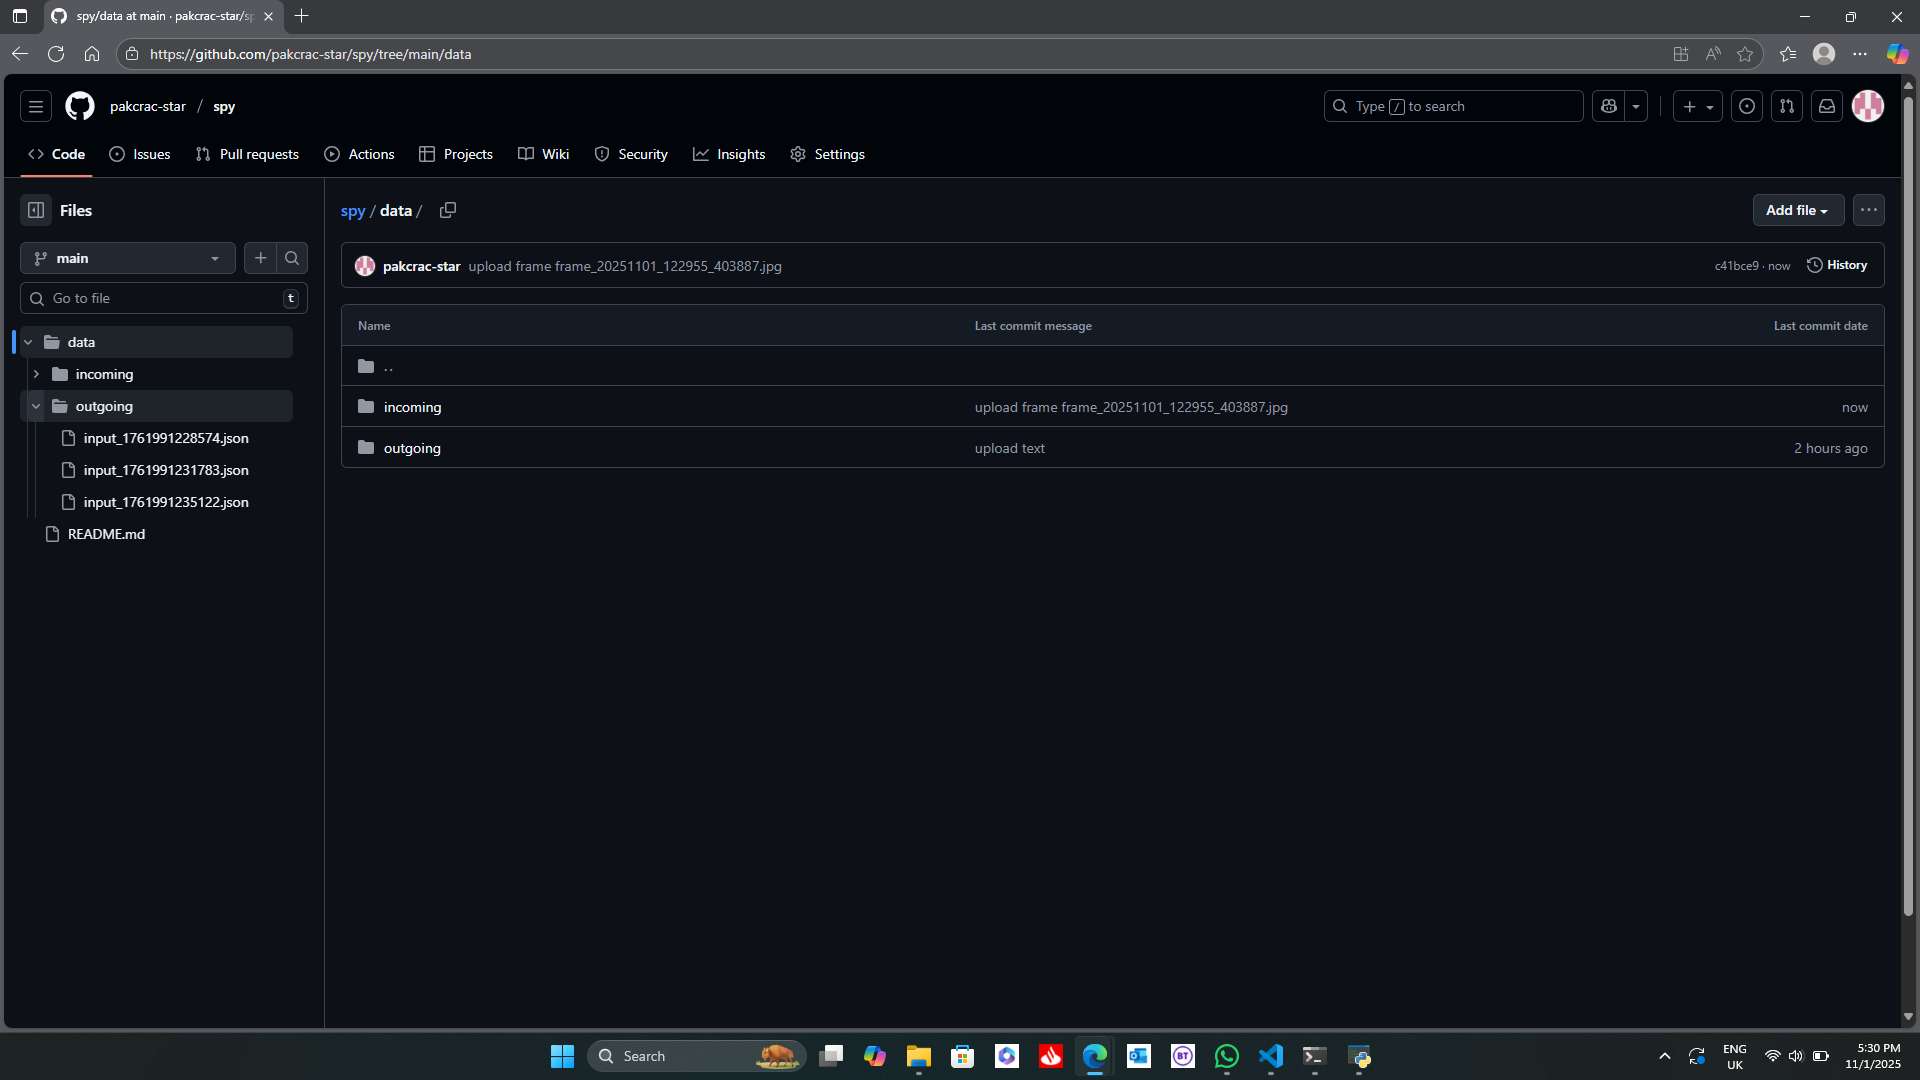 spy/data at main · pakcrac-star/sp
https://github.com/pakcrac-star/spy/tree/main/data
pakcrac-star / spy
Type / to search
Code Issues Pull requests Actions Projects Wiki Security Insights Settings
Files
main
Go to file
t
data
incoming
outgoing
input_1761991228574.json
input_1761991231783.json
input_1761991235122.json
README.md
spy / data /
Add file
pakcrac-star upload frame frame_20251101_122955_403887.jpg
c41bce9 · now
History
Name Last commit message Last commit date
..
incoming upload frame frame_20251101_122955_403887.jpg now
outgoing upload text 2 hours ago
Search
BT
ENG
UK
5:30 PM
11/1/2025